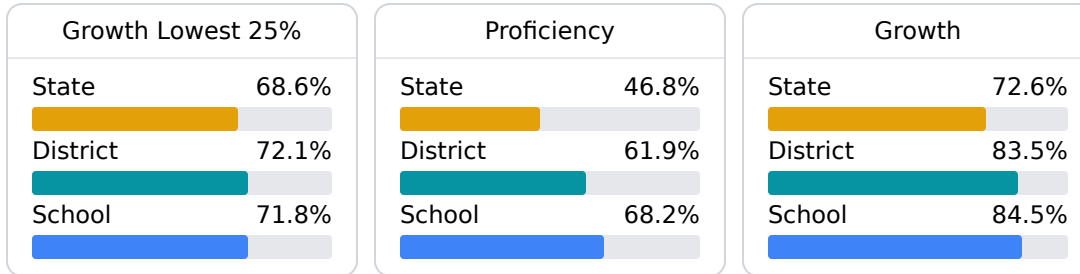 Growth Lowest 25%
State 68.6%
District 72.1%
School 71.8%
Proficiency
State 46.8%
District 61.9%
School 68.2%
Growth
State 72.6%
District 83.5%
School 84.5%